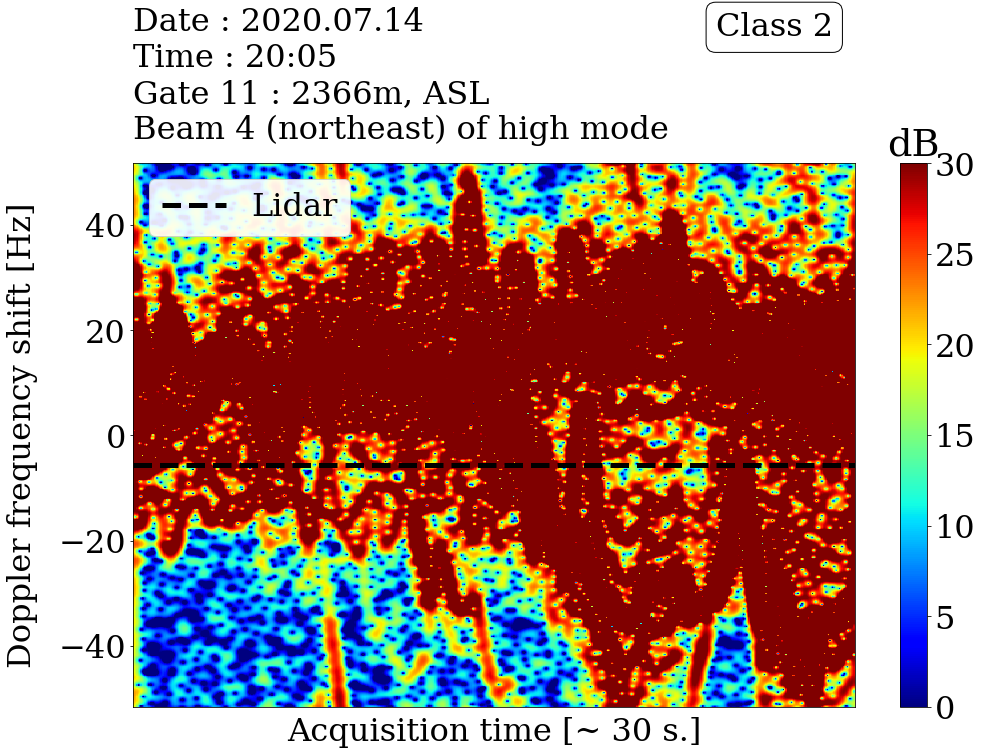 Date : 2020.07.14
Time : 20:05
Gate 11 : 2366m, ASL
Beam 4 (northeast) of high mode
Class 2
dB
Lidar
Doppler frequency shift [Hz]
40
20
0
−20
−40
Acquisition time [~ 30 s.]
30
25
20
15
10
5
0